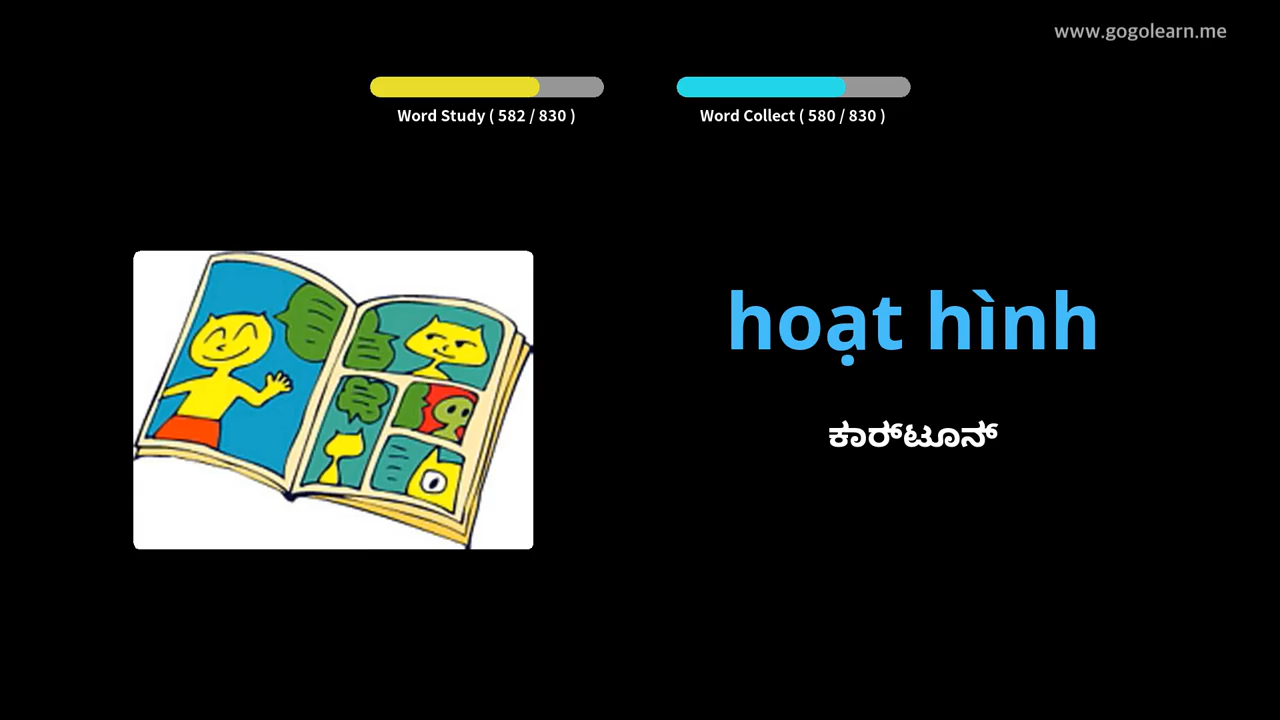 www.gogolearn.me
Word Study ( 582 / 830 )
Word Collect ( 580 / 830 )
hoạt hình
ಕಾರ‍್ಟೂನ್